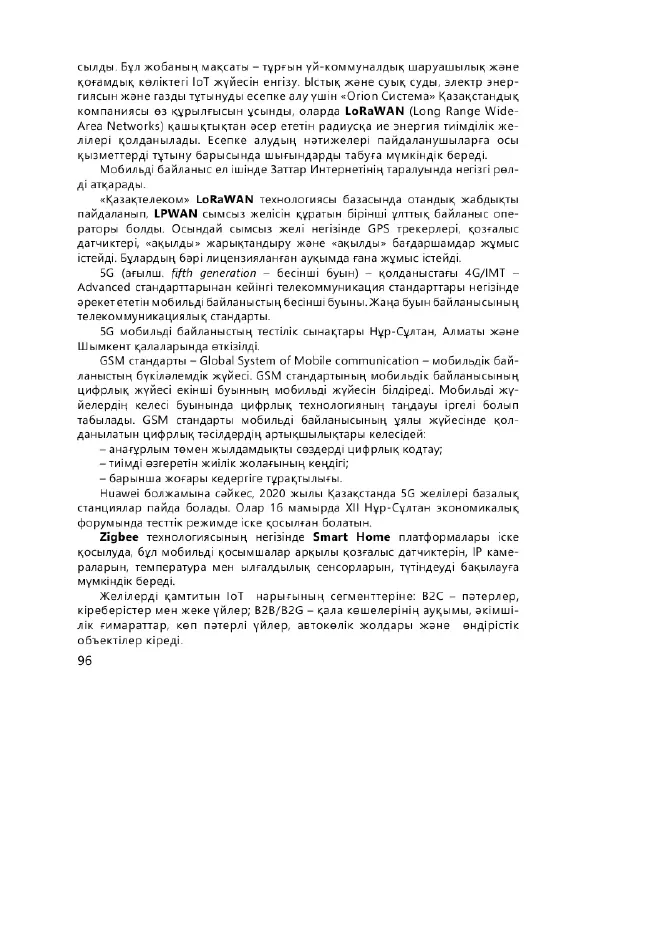 сылды. Бұл жобаның мақсаты – тұрғын үй-коммуналдық шаруашылық және
қоғамдық көліктегі IoT жүйесін енгізу. Ыстық және суық суды, электр энер-
гиясын және газды тұтынуды есепке алу үшін «Orion Система» Қазақстандық
компаниясы өз құрылғысын ұсынды, оларда LoRaWAN (Long Range Wide-
Area Networks) қашықтықтан әсер ететін радиусқа ие энергия тиімділік же-
лілері қолданылады. Есепке алудың нәтижелері пайдаланушыларға осы
қызметтерді тұтыну барысында шығындарды табуға мүмкіндік береді.
Мобильді байланыс ел ішінде Заттар Интернетінің таралуында негізгі рөл-
ді атқарады.
«Қазақтелеком» LoRaWAN технологиясы базасында отандық жабдықты
пайдаланып, LPWAN сымсыз желісін құратын бірінші ұлттық байланыс опе-
раторы болды. Осындай сымсыз желі негізінде GPS трекерлері, қозғалыс
датчиктері, «ақылды» жарықтандыру және «ақылды» бағдаршамдар жұмыс
істейді. Бұлардың бәрі лицензияланған ауқымда ғана жұмыс істейді.
5G (ағылш. fifth generation – бесінші буын) – қолданыстағы 4G/IMT –
Advanced стандарттарынан кейінгі телекоммуникация стандарттары негізінде
әрекет ететін мобильді байланыстың бесінші буыны. Жаңа буын байланысының
телекоммуникациялық стандарты.
5G мобильді байланыстың тестілік сынақтары Нұр-Сұлтан, Алматы және
Шымкент қалаларында өткізілді.
GSM стандарты – Global System of Mobile communication – мобильдік бай-
ланыстың бүкіләлемдік жүйесі. GSM стандартының мобильдік байланысының
цифрлық жүйесі екінші буынның мобильді жүйесін білдіреді. Мобильді жү-
йелердің келесі буынында цифрлық технологияның таңдауы іргелі болып
табылады. GSM стандарты мобильді байланысының ұялы жүйесінде қол-
данылатын цифрлық тәсілдердің артықшылықтары келесідей:
– анағұрлым төмен жылдамдықты сөздерді цифрлық кодтау;
– тиімді өзгеретін жиілік жолағының кеңдігі;
– барынша жоғары кедергіге тұрақтылығы.
Huawei болжамына сәйкес, 2020 жылы Қазақстанда 5G желілері базалық
станциялар пайда болады. Олар 16 мамырда XII Нұр-Сұлтан экономикалық
форумында тесттік режимде іске қосылған болатын.
Zigbee технологиясының негізінде Smart Home платформалары іске
қосылуда, бұл мобильді қосымшалар арқылы қозғалыс датчиктерін, IP каме-
раларын, температура мен ылғалдылық сенсорларын, түтіндеуді бақылауға
мүмкіндік береді.
Желілерді қамтитын IoT нарығының сегменттеріне: B2C – пәтерлер,
кіреберістер мен жеке үйлер; B2B/B2G – қала көшелерінің ауқымы, әкімші-
лік ғимараттар, көп пәтерлі үйлер, автокөлік жолдары және өндірістік
объектілер кіреді.
96